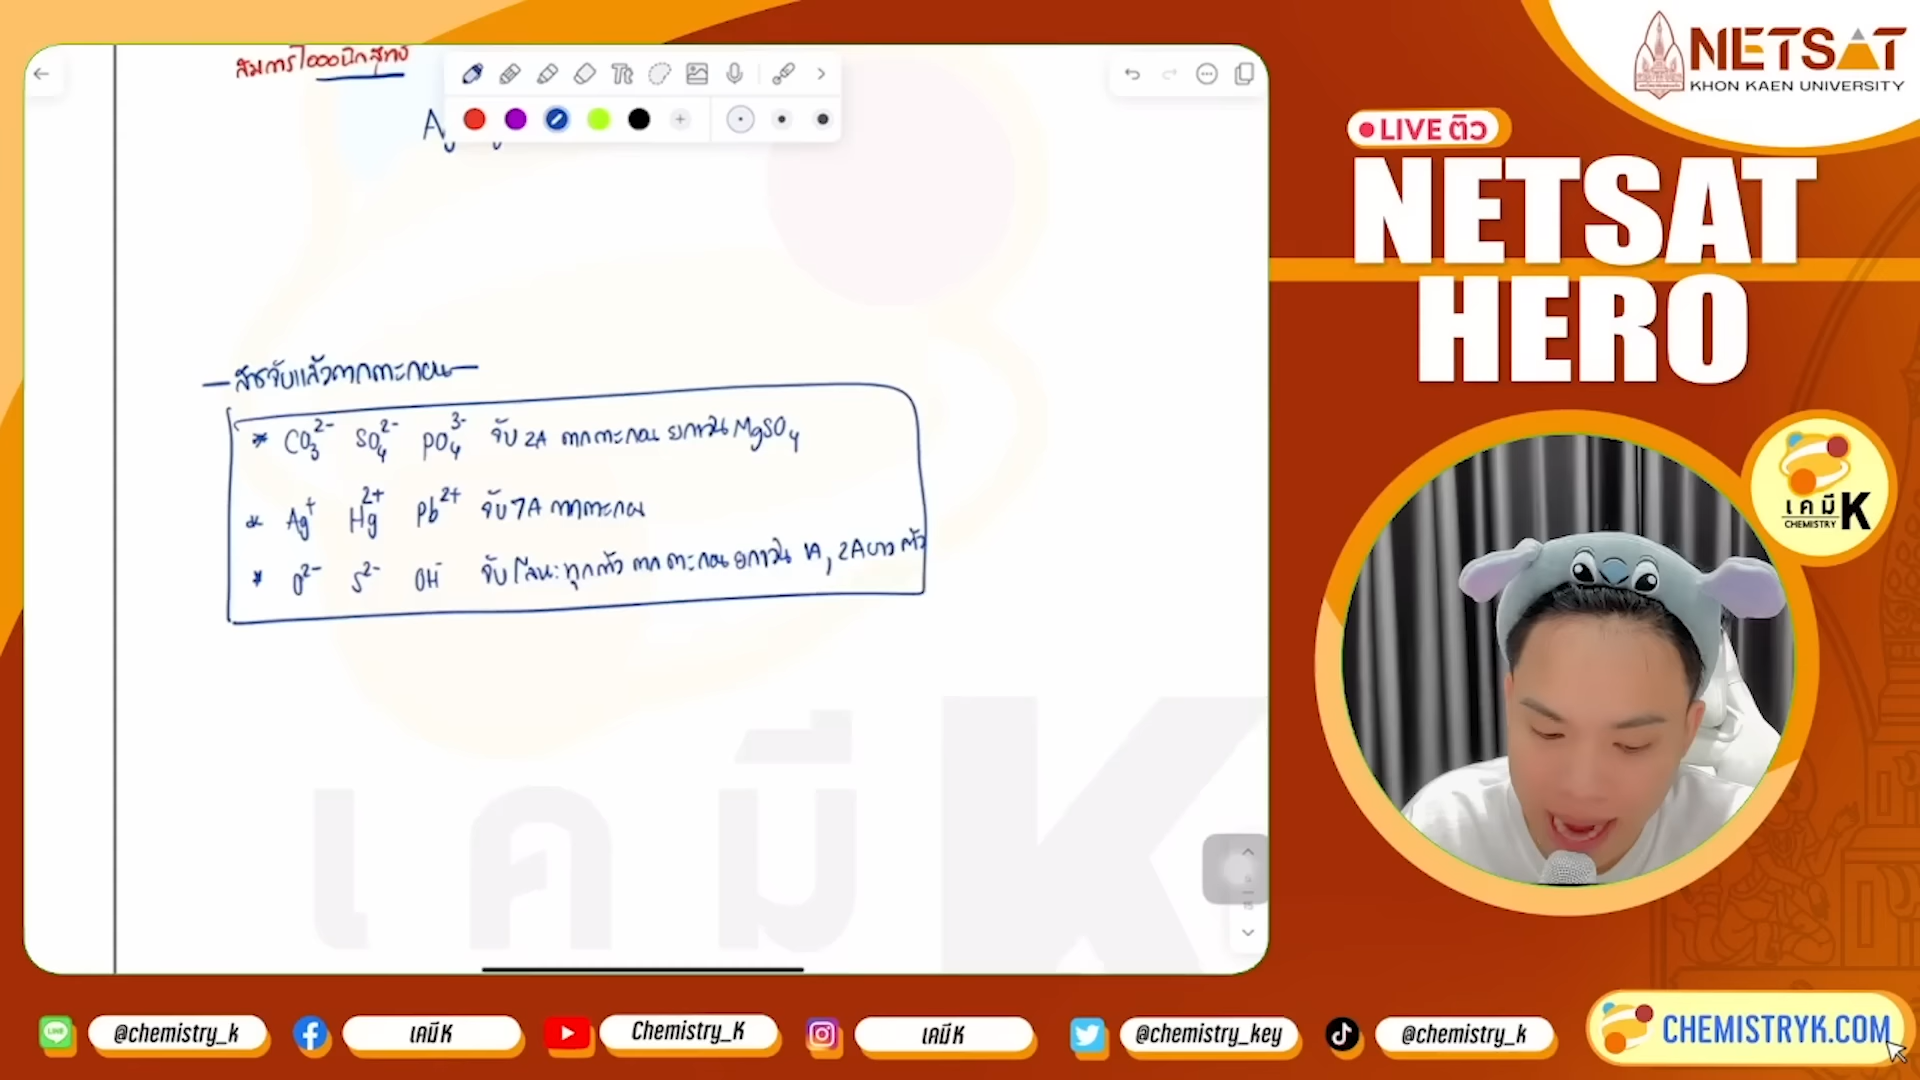 สมการไอออนิกสุทธิ
A
- สารจับแล้วตกตะกอน -
* CO₃²⁻ SO₄²⁻ PO₄³⁻ จับ 2A ตกตะกอน ยกเว้น MgSO₄
* Ag⁺ Hg²⁺ Pb²⁺ จับ 7A ตกตะกอน
* O²⁻ S²⁻ OH⁻ จับโลหะทุกตัว ตกตะกอน ยกเว้น 1A, 2A บางตัว
เคมี K
NETSAT
KHON KAEN UNIVERSITY
LIVE ติว
NETSAT
HERO
เคมี K
CHEMISTRY
@chemistry_k
เคมี K
Chemistry_K
เคมี K
@chemistry_key
@chemistry_k
CHEMISTRYK.COM